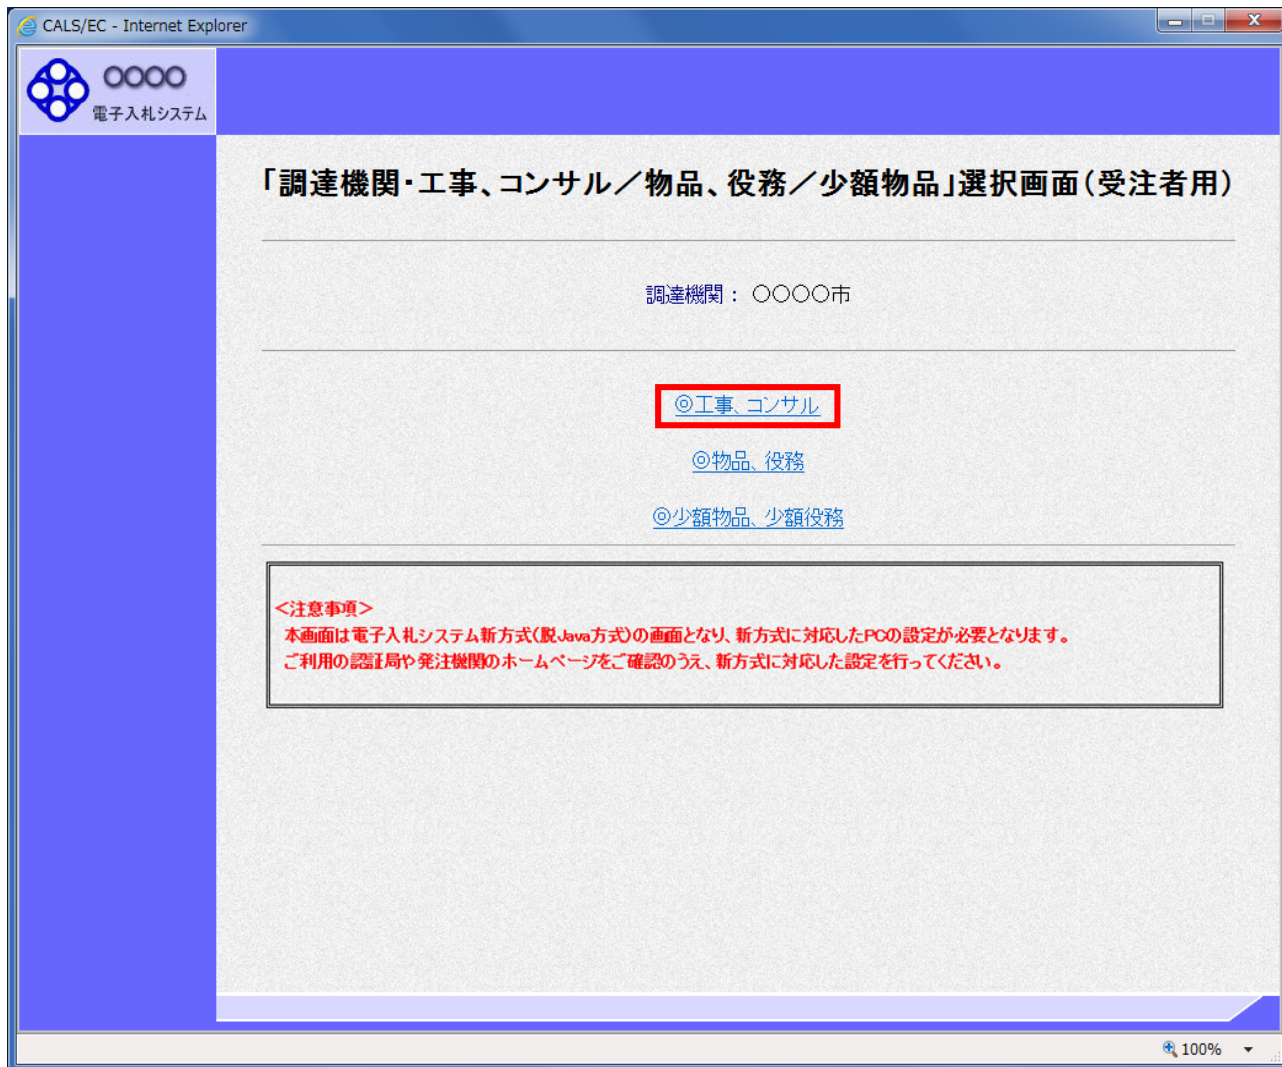 CALS/EC - Internet Explorer
○○○○
電子入札システム
「調達機関・工事、コンサル／物品、役務／少額物品」選択画面（受注者用）
調達機関： ○○○○市
◎工事、コンサル
◎物品、役務
◎少額物品、少額役務
＜注意事項＞
本画面は電子入札システム新方式(脱Java方式)の画面となり、新方式に対応したPCの設定が必要となります。
ご利用の認証局や発注機関のホームページをご確認のうえ、新方式に対応した設定を行ってください。
100%